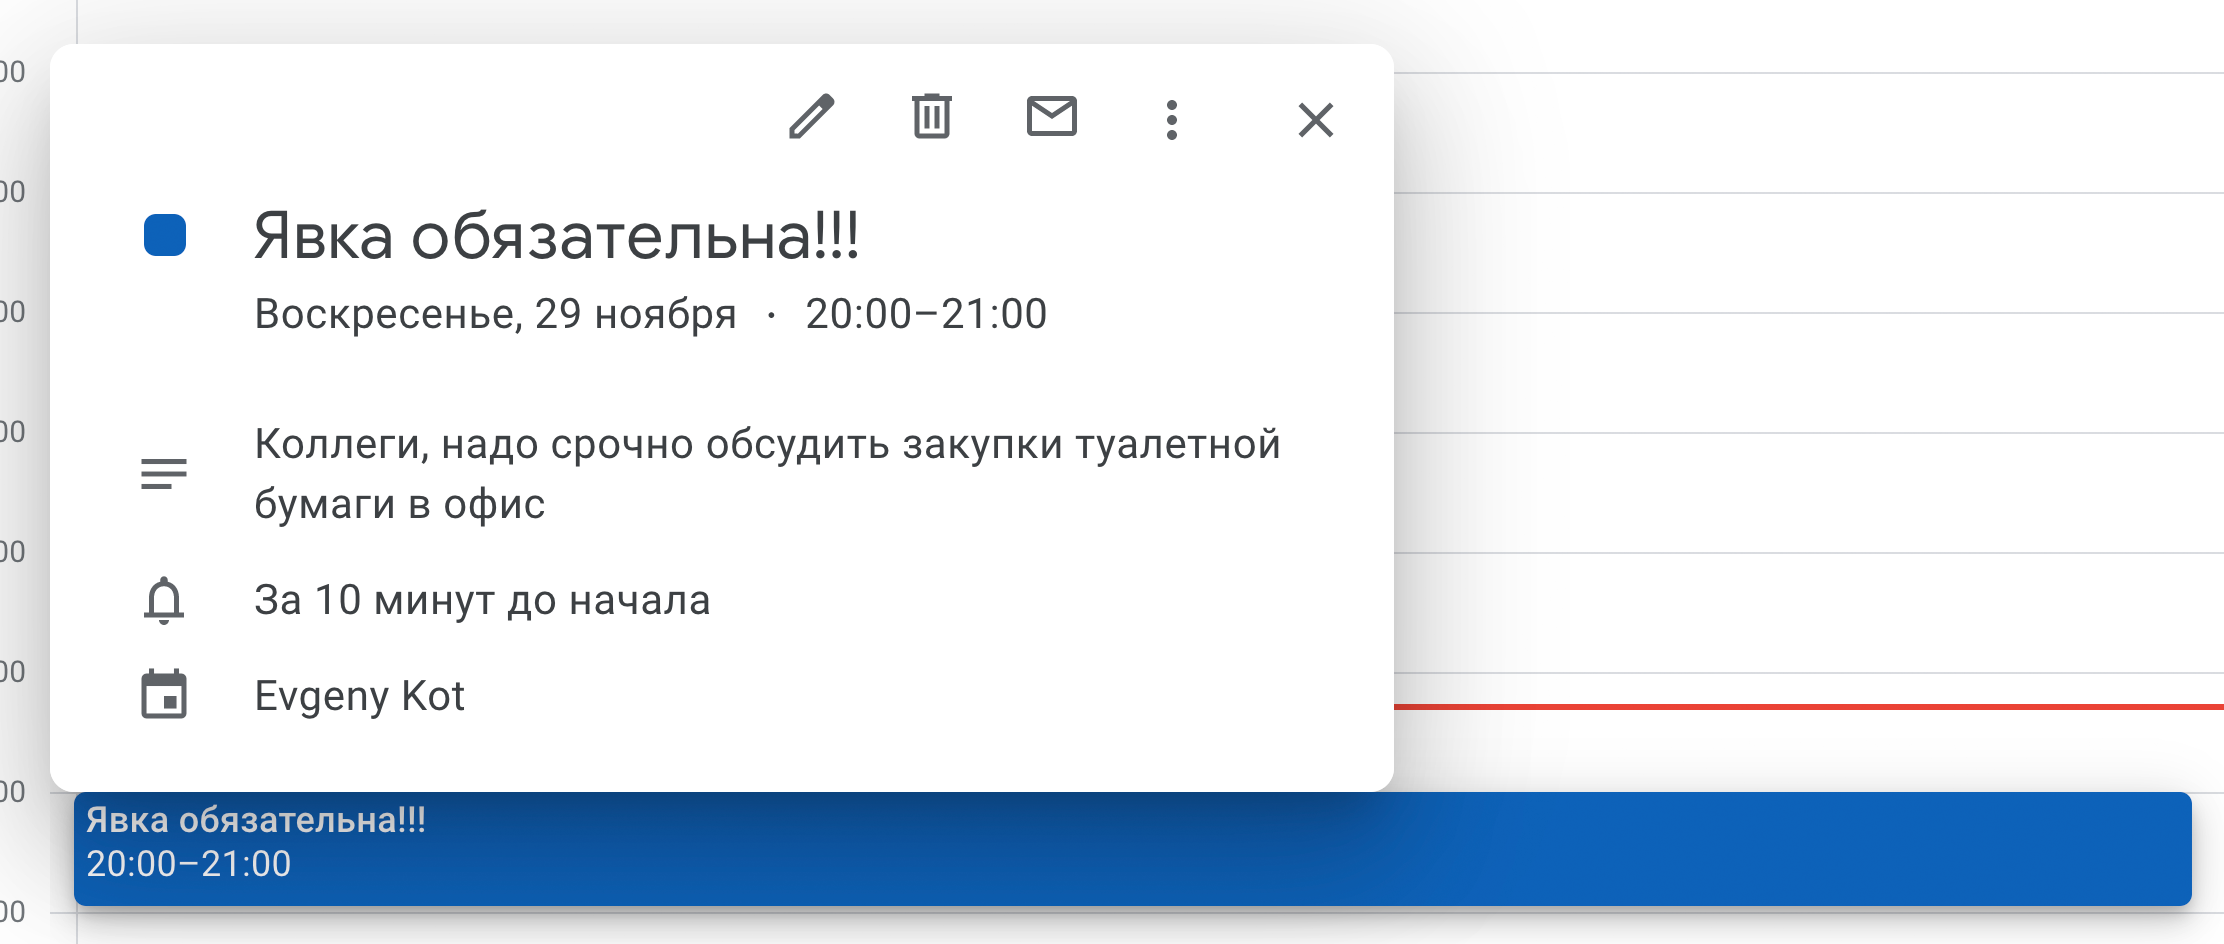 00
00
00
00
00
00
00
00
Явка обязательна!!!
Воскресенье, 29 ноября · 20:00–21:00
Коллеги, надо срочно обсудить закупки туалетной
бумаги в офис
За 10 минут до начала
Evgeny Kot
Явка обязательна!!!
20:00–21:00